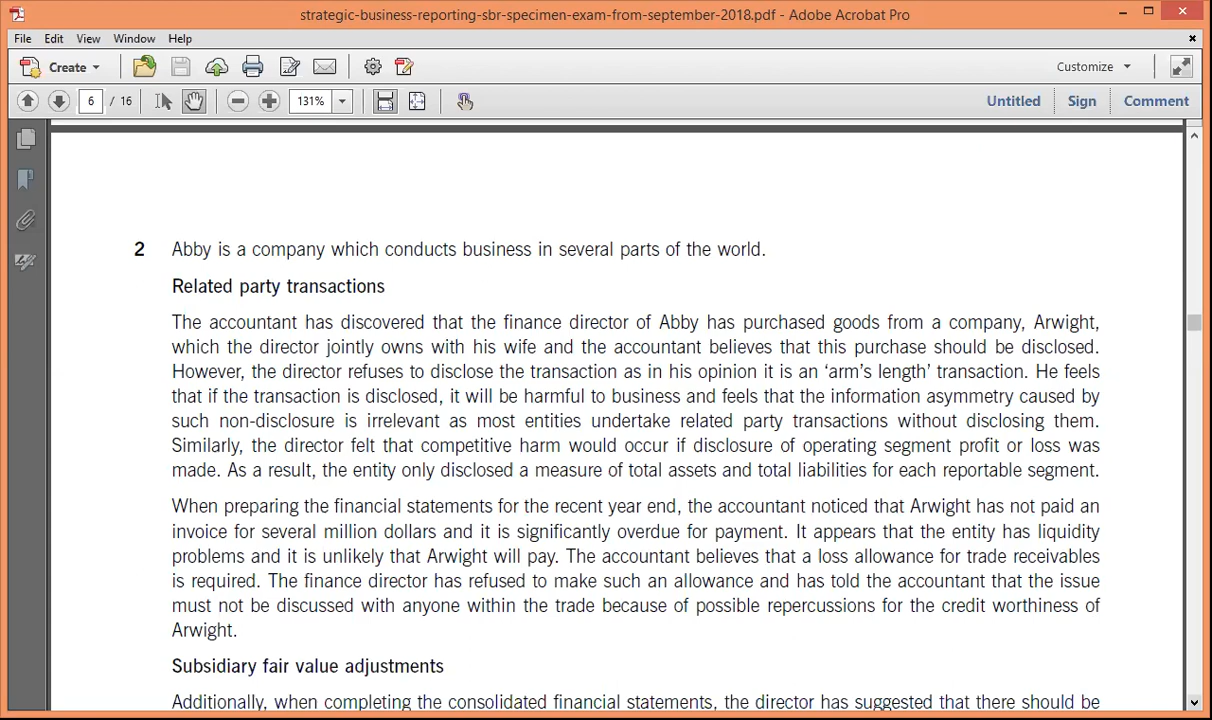 strategic-business-reporting-sbr-specimen-exam-from-september-2018.pdf - Adobe Acrobat Pro
File Edit View Window Help
Create Customize
6 / 16 131% Untitled Sign Comment
2 Abby is a company which conducts business in several parts of the world.
Related party transactions
The accountant has discovered that the finance director of Abby has purchased goods from a company, Arwight,
which the director jointly owns with his wife and the accountant believes that this purchase should be disclosed.
However, the director refuses to disclose the transaction as in his opinion it is an ‘arm’s length’ transaction. He feels
that if the transaction is disclosed, it will be harmful to business and feels that the information asymmetry caused by
such non-disclosure is irrelevant as most entities undertake related party transactions without disclosing them.
Similarly, the director felt that competitive harm would occur if disclosure of operating segment profit or loss was
made. As a result, the entity only disclosed a measure of total assets and total liabilities for each reportable segment.
When preparing the financial statements for the recent year end, the accountant noticed that Arwight has not paid an
invoice for several million dollars and it is significantly overdue for payment. It appears that the entity has liquidity
problems and it is unlikely that Arwight will pay. The accountant believes that a loss allowance for trade receivables
is required. The finance director has refused to make such an allowance and has told the accountant that the issue
must not be discussed with anyone within the trade because of possible repercussions for the credit worthiness of
Arwight.
Subsidiary fair value adjustments
Additionally, when completing the consolidated financial statements, the director has suggested that there should be